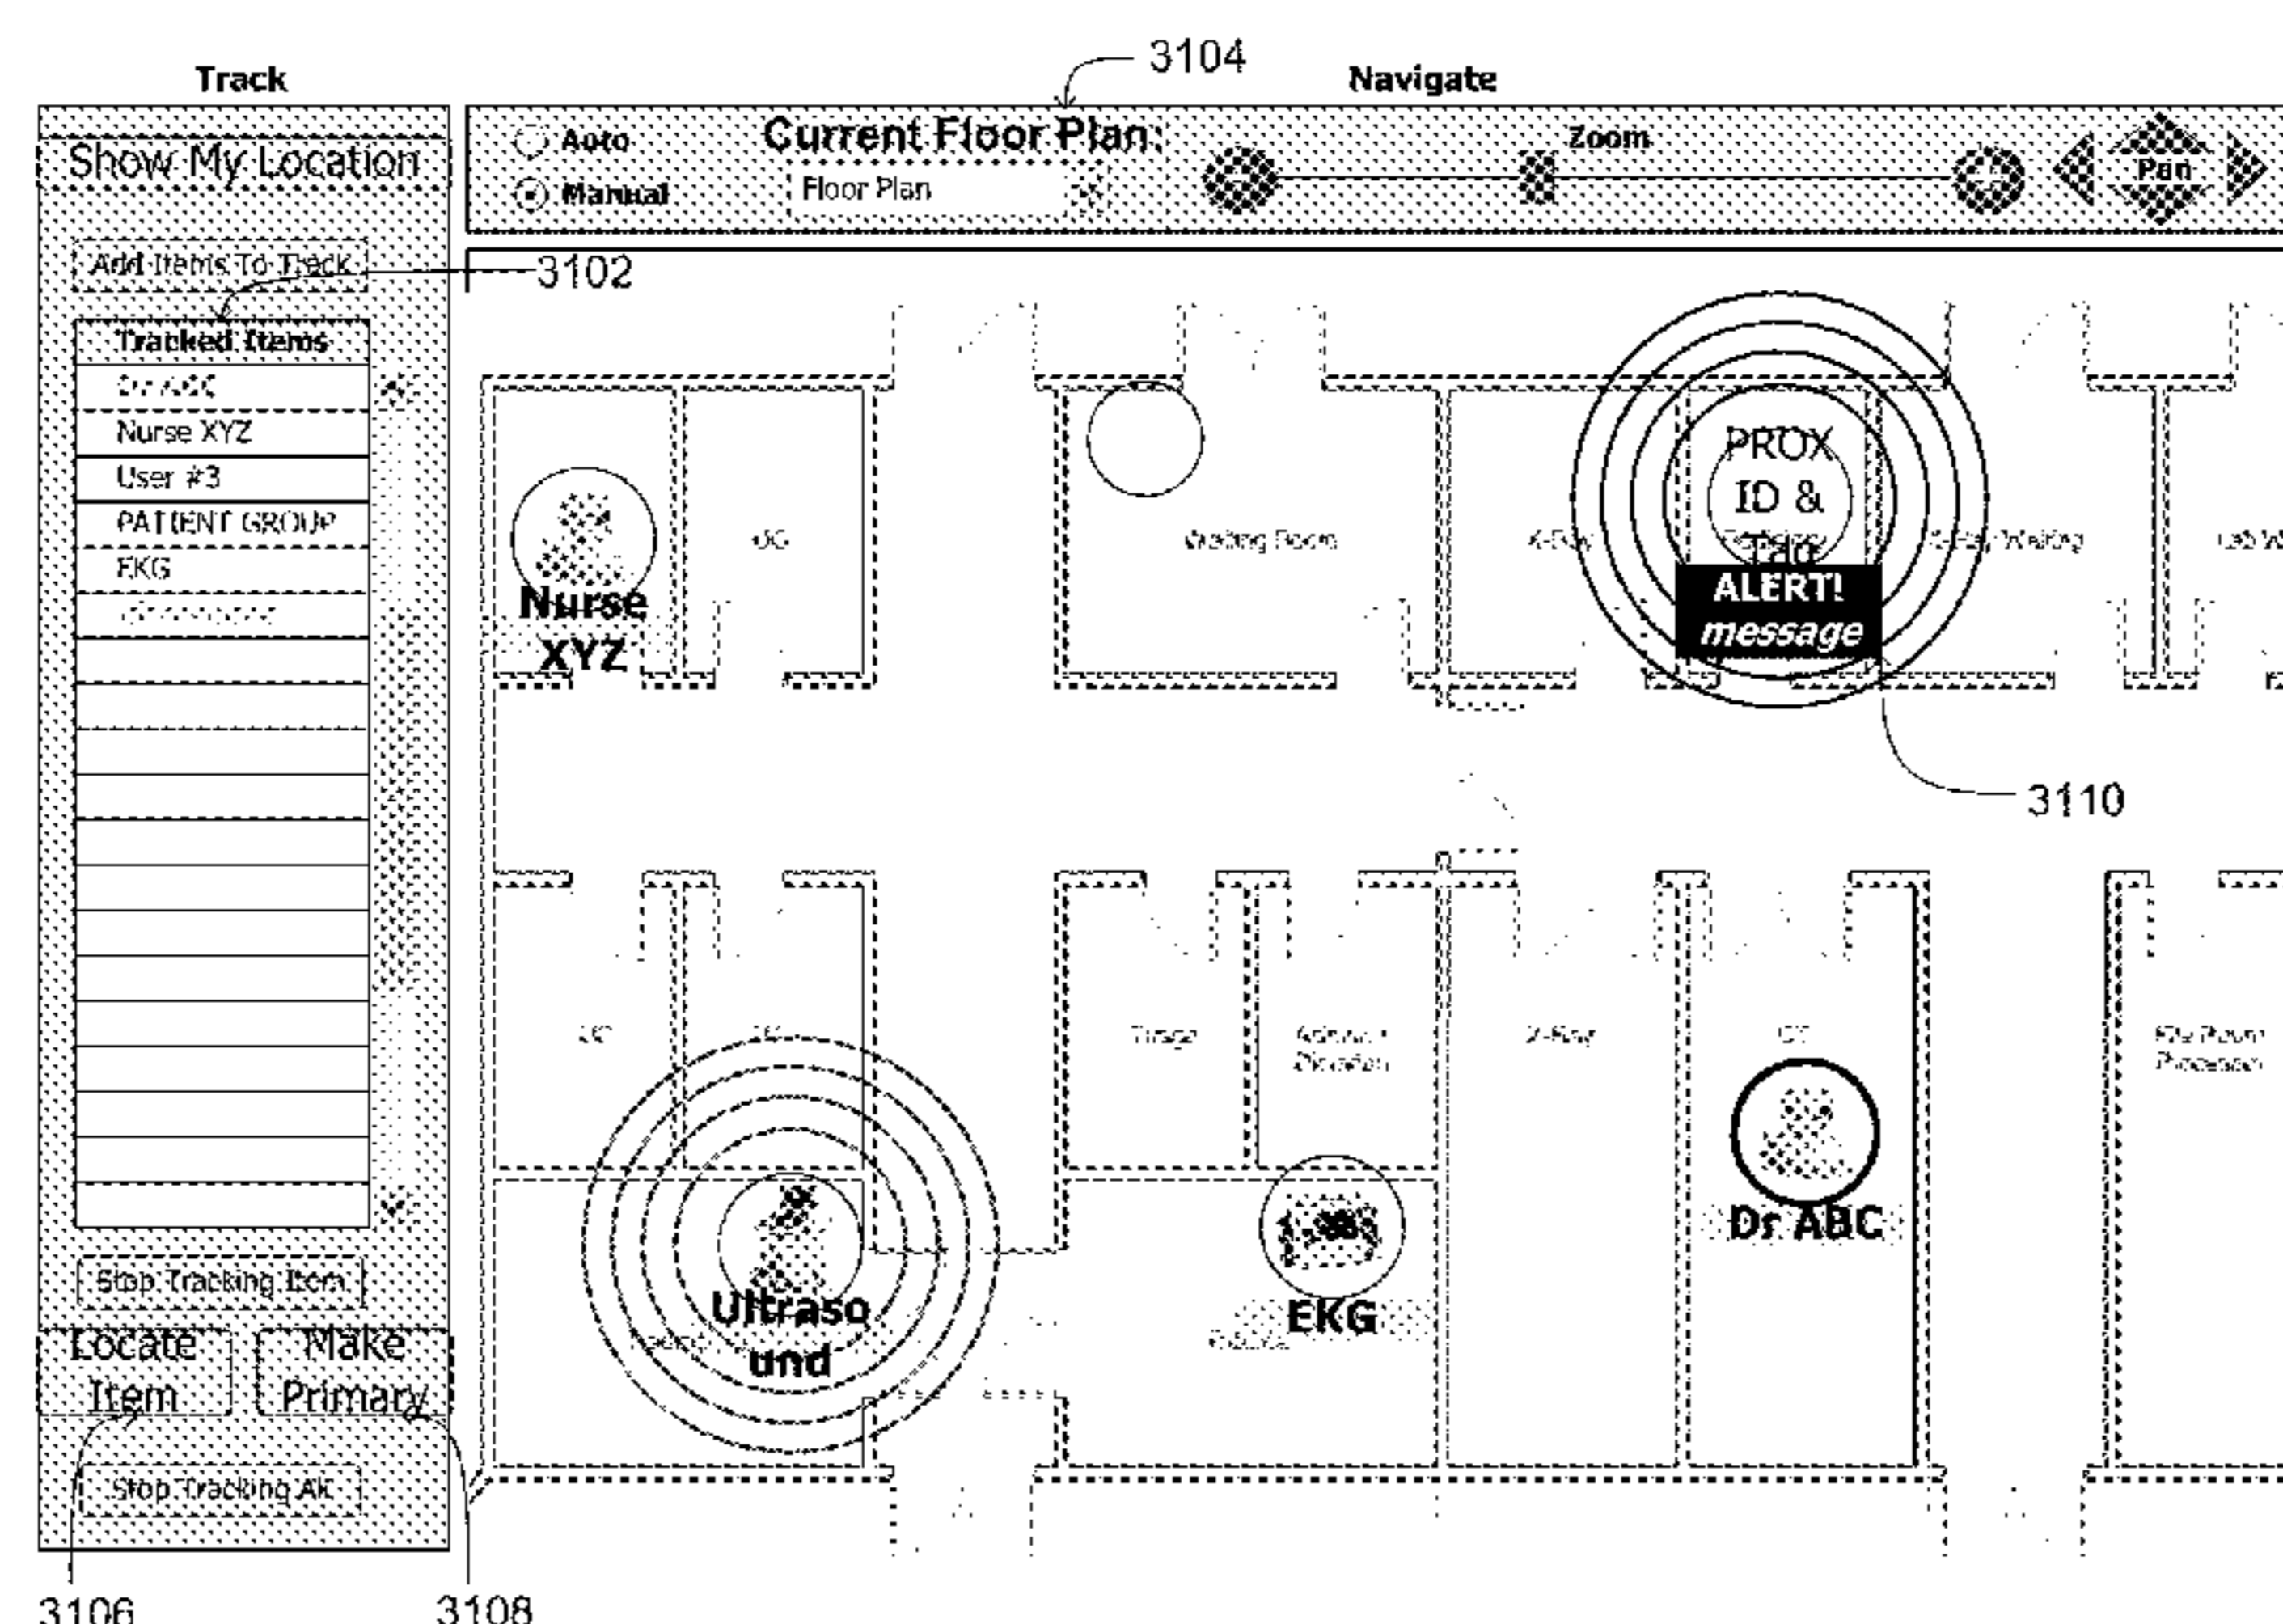 3104
Track
Navigate
Show My Location
Auto
Manual
Current Floor Plan:
Floor Plan
Zoom
Pan
Add Items To Track
3102
Tracked Items
Dr ABC
Nurse XYZ
User #3
PATIENT GROUP
EKG
PROX
ID &
Tag
ALERT!
message
Waiting Room
X-Ray
Nurse
XYZ
3110
Triage
X-Ray
Dr ABC
EKG
Ultraso
und
Stop Tracking Item
Locate
Item
Make
Primary
Stop Tracking All
3106
3108